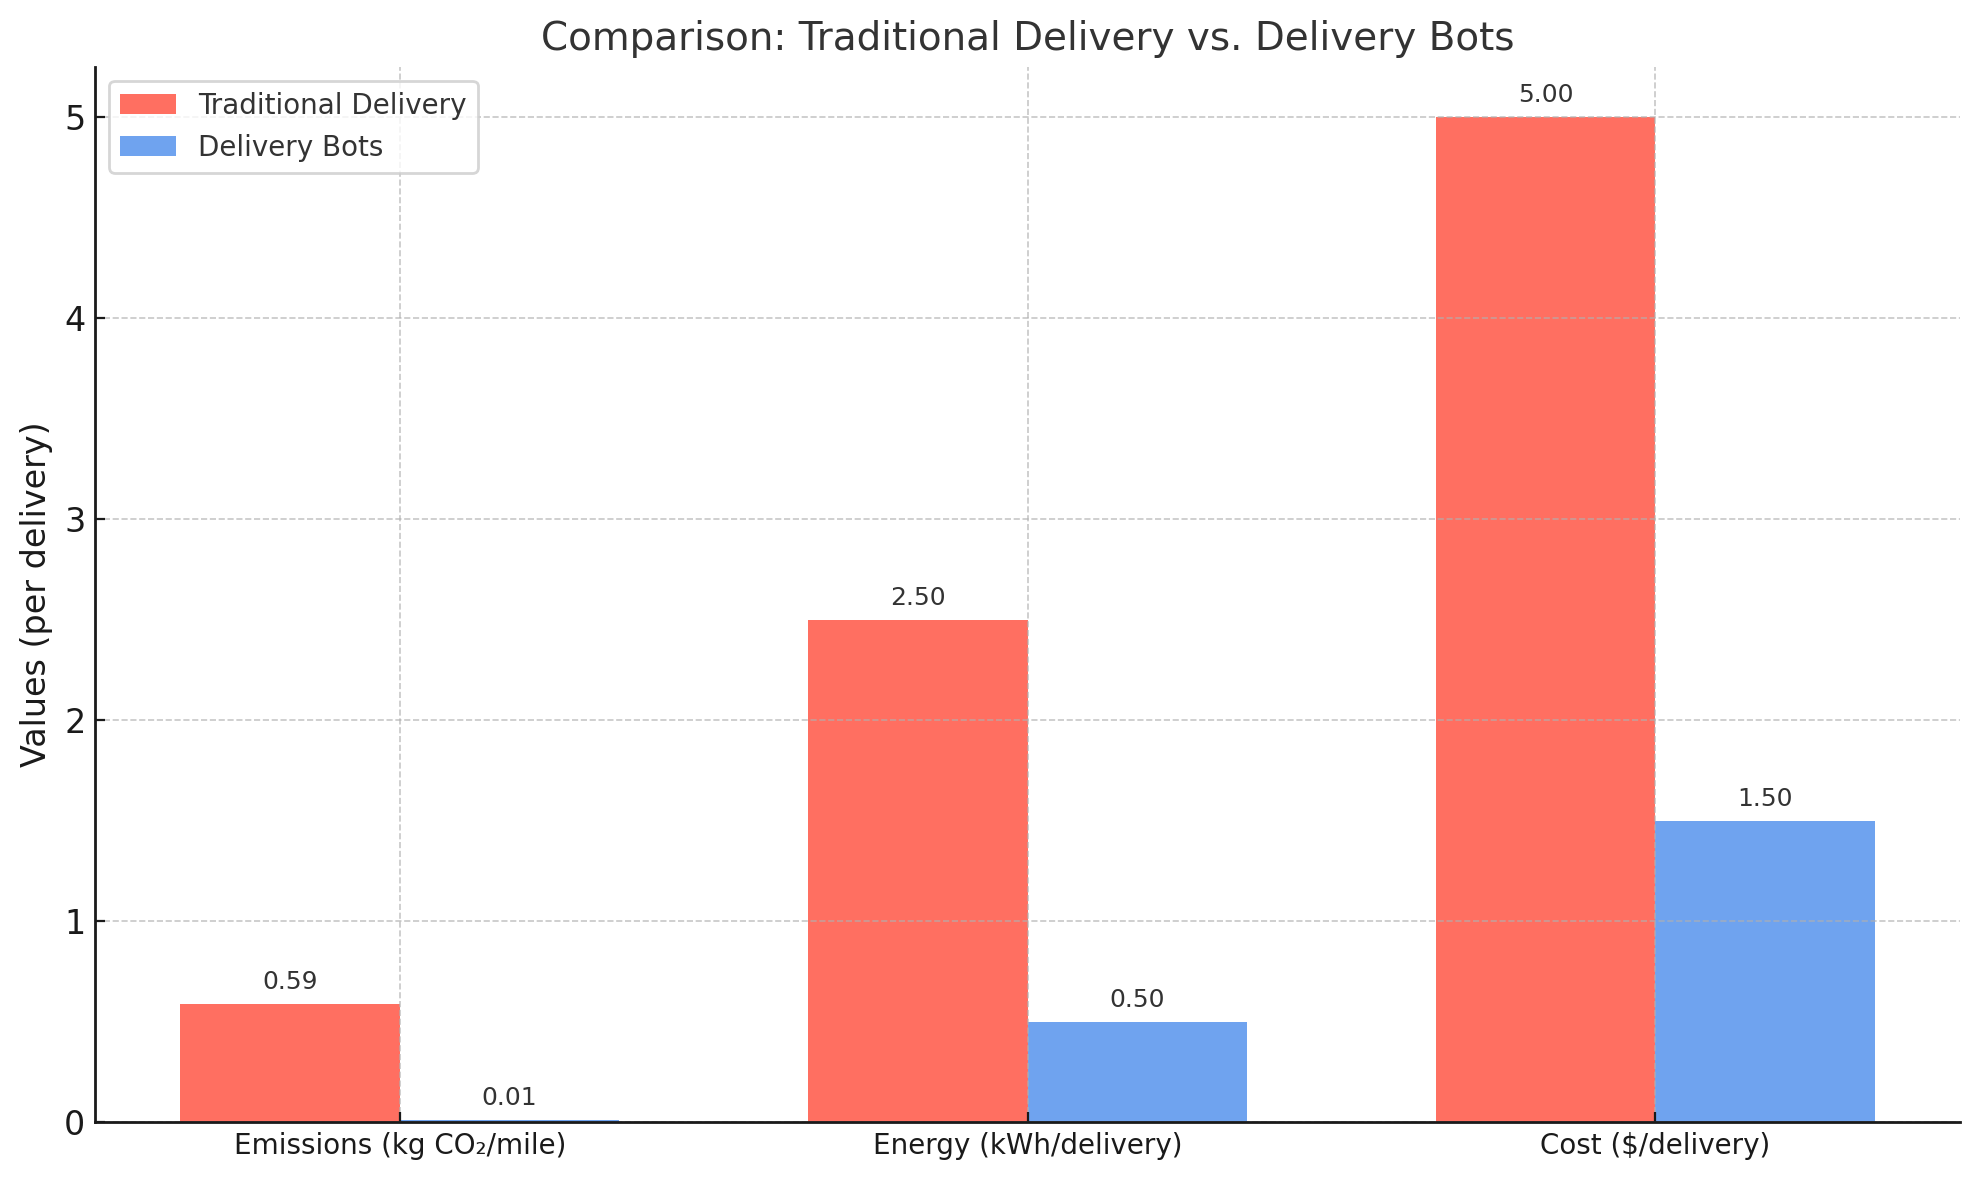 Comparison: Traditional Delivery vs. Delivery Bots
Traditional Delivery
Delivery Bots
Values (per delivery)
5
4
3
2
1
0
0.59
0.01
2.50
0.50
5.00
1.50
Emissions (kg CO₂/mile)
Energy (kWh/delivery)
Cost ($/delivery)